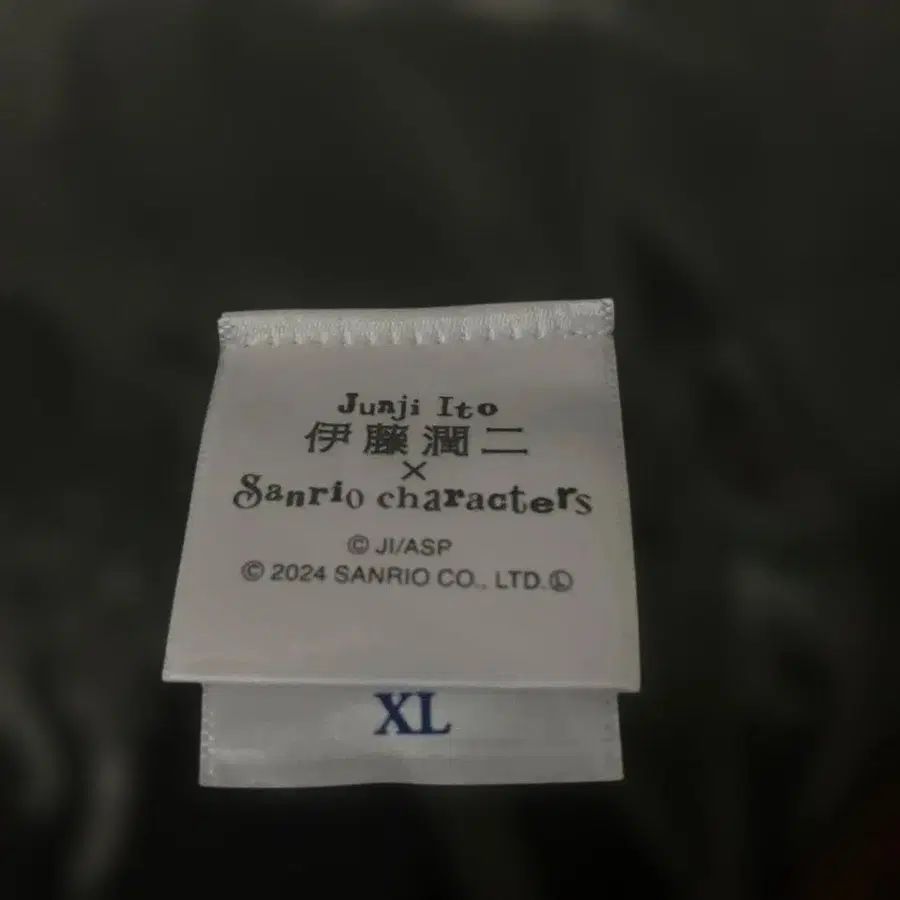 Junji Ito
伊藤潤二
×
Sanrio characters
© JI/ASP
© 2024 SANRIO CO., LTD. Ⓛ
XL